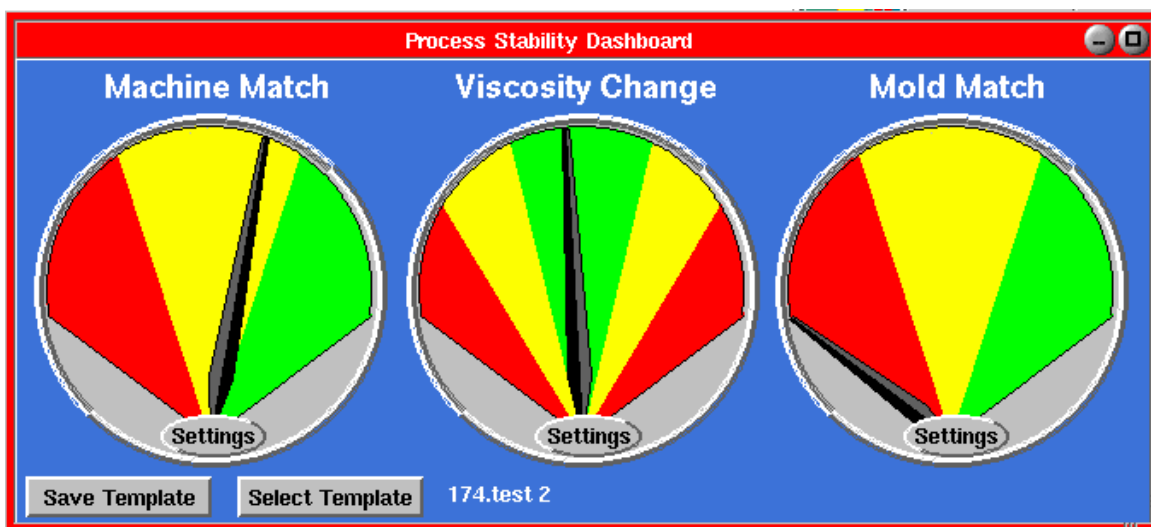 Process Stability Dashboard
Machine Match
Viscosity Change
Mold Match
Settings
Settings
Settings
Save Template
Select Template
174.test 2